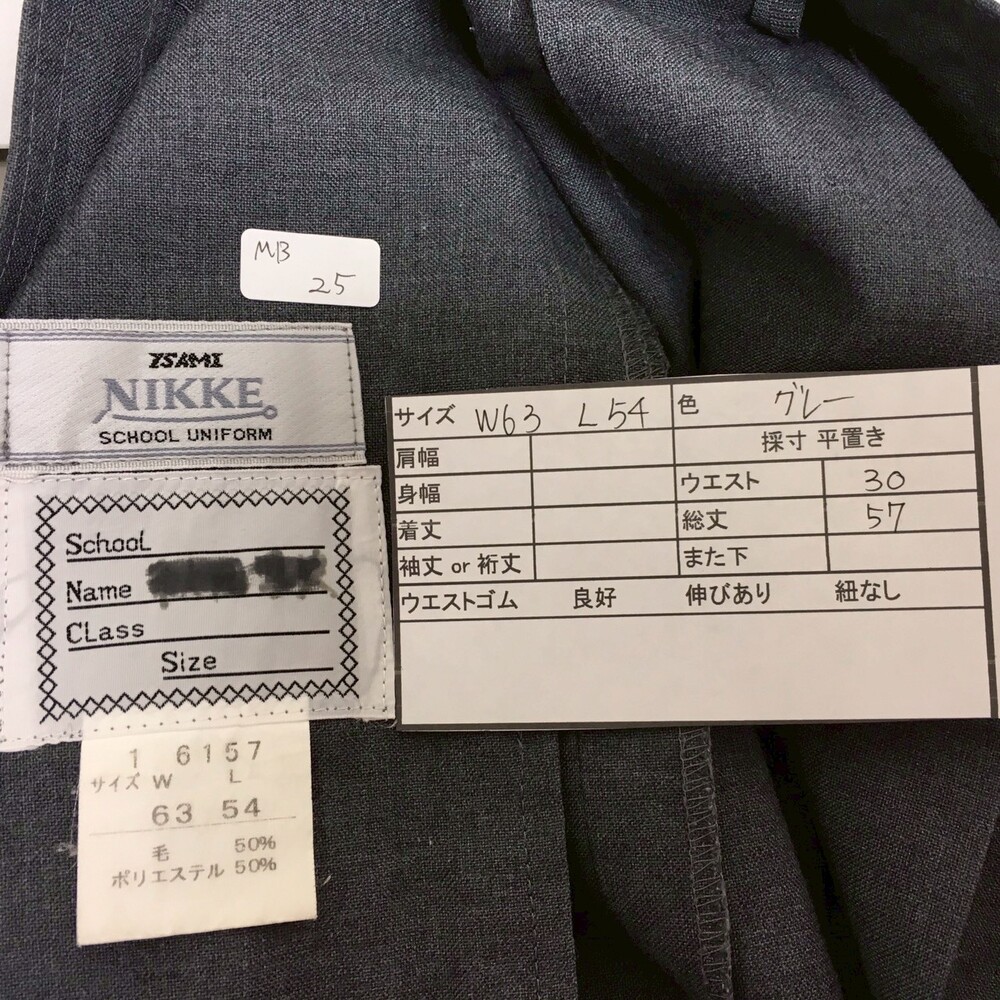 MB
25
ISAMI
NIKKE
SCHOOL UNIFORM
School
Name
Class
Size
1 6157
サイズ W L
63 54
毛 50%
ポリエステル 50%
サイズ W63 L54 色 グレー
肩幅 採寸 平置き
身幅 ウエスト 30
着丈 総丈 57
袖丈 or 裄丈 また下
ウエストゴム 良好 伸びあり 紐なし